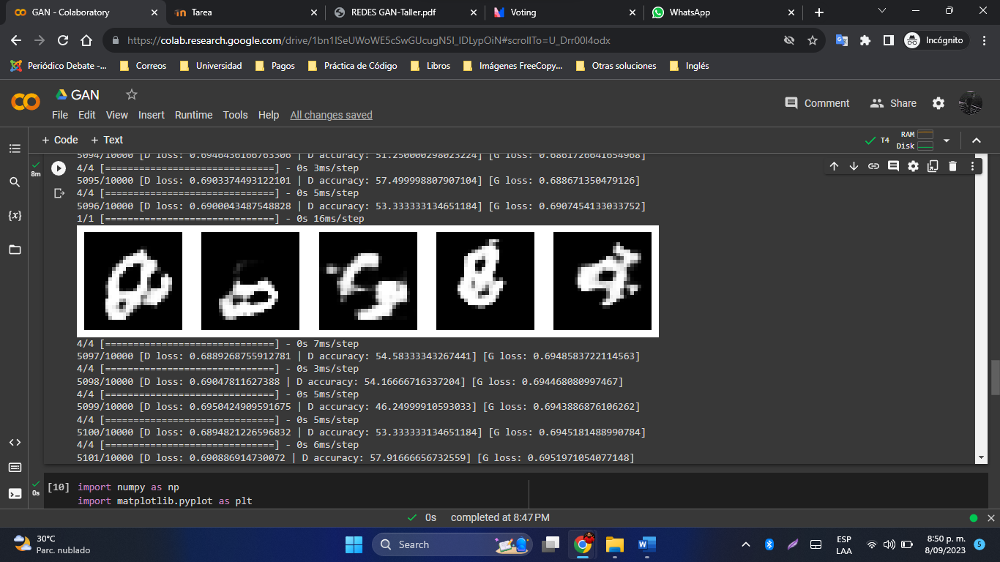 GAN - Colaboratory
Tarea
REDES GAN-Taller.pdf
Voting
WhatsApp
https://colab.research.google.com/drive/1bn1ISeUWoWE5cSwGUcugN5I_IDLypOiN#scrollTo=U_Drr00I4odx
Incógnito
Periódico Debate -...
Correos
Universidad
Pagos
Práctica de Código
Libros
Imágenes FreeCopy...
Otras soluciones
Inglés
GAN
Comment
Share
File Edit View Insert Runtime Tools Help All changes saved
+ Code + Text
T4
RAM
Disk
8m
5094/10000 [D loss: 0.6946436166763306 | D accuracy: 51.250000298023224] [G loss: 0.6861726641654968]
4/4 [==============================] - 0s 3ms/step
5095/10000 [D loss: 0.6903374493122101 | D accuracy: 57.499998807907104] [G loss: 0.688671350479126]
4/4 [==============================] - 0s 5ms/step
5096/10000 [D loss: 0.6900043487548828 | D accuracy: 53.333333134651184] [G loss: 0.6907454133033752]
1/1 [==============================] - 0s 16ms/step
4/4 [==============================] - 0s 7ms/step
5097/10000 [D loss: 0.6889268755912781 | D accuracy: 54.58333343267441] [G loss: 0.6948583722114563]
4/4 [==============================] - 0s 3ms/step
5098/10000 [D loss: 0.69047811627388 | D accuracy: 54.16666716337204] [G loss: 0.694468080997467]
4/4 [==============================] - 0s 5ms/step
5099/10000 [D loss: 0.6950424909591675 | D accuracy: 46.24999910593033] [G loss: 0.6943886876106262]
4/4 [==============================] - 0s 5ms/step
5100/10000 [D loss: 0.6894821226596832 | D accuracy: 53.333333134651184] [G loss: 0.6945181488990784]
4/4 [==============================] - 0s 6ms/step
5101/10000 [D loss: 0.690886914730072 | D accuracy: 57.91666656732559] [G loss: 0.6951971054077148]
0s
[10] import numpy as np
import matplotlib.pyplot as plt
0s completed at 8:47 PM
30°C
Parc. nublado
Search
ESP
LAA
8:50 p. m.
8/09/2023
5